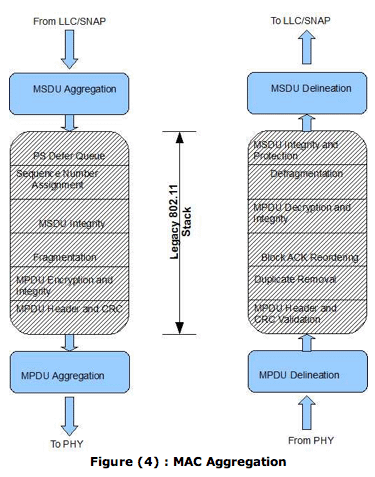 From LLC/SNAP
MSDU Aggregation
PS Defer Queue
Sequence Number
Assignment
MSDU Integrity
Fragmentation
MPDU Encryption and
Integrity
MPDU Header and CRC
MPDU Aggregation
To PHY
Legacy 802.11
Stack
To LLC/SNAP
MSDU Delineation
MSDU Integrity and
Protection
Defragmentation
MPDU Decryption and
Integrity
Block ACK Reordering
Duplicate Removal
MPDU Header and
CRC Validation
MPDU Delineation
From PHY
Figure (4) : MAC Aggregation